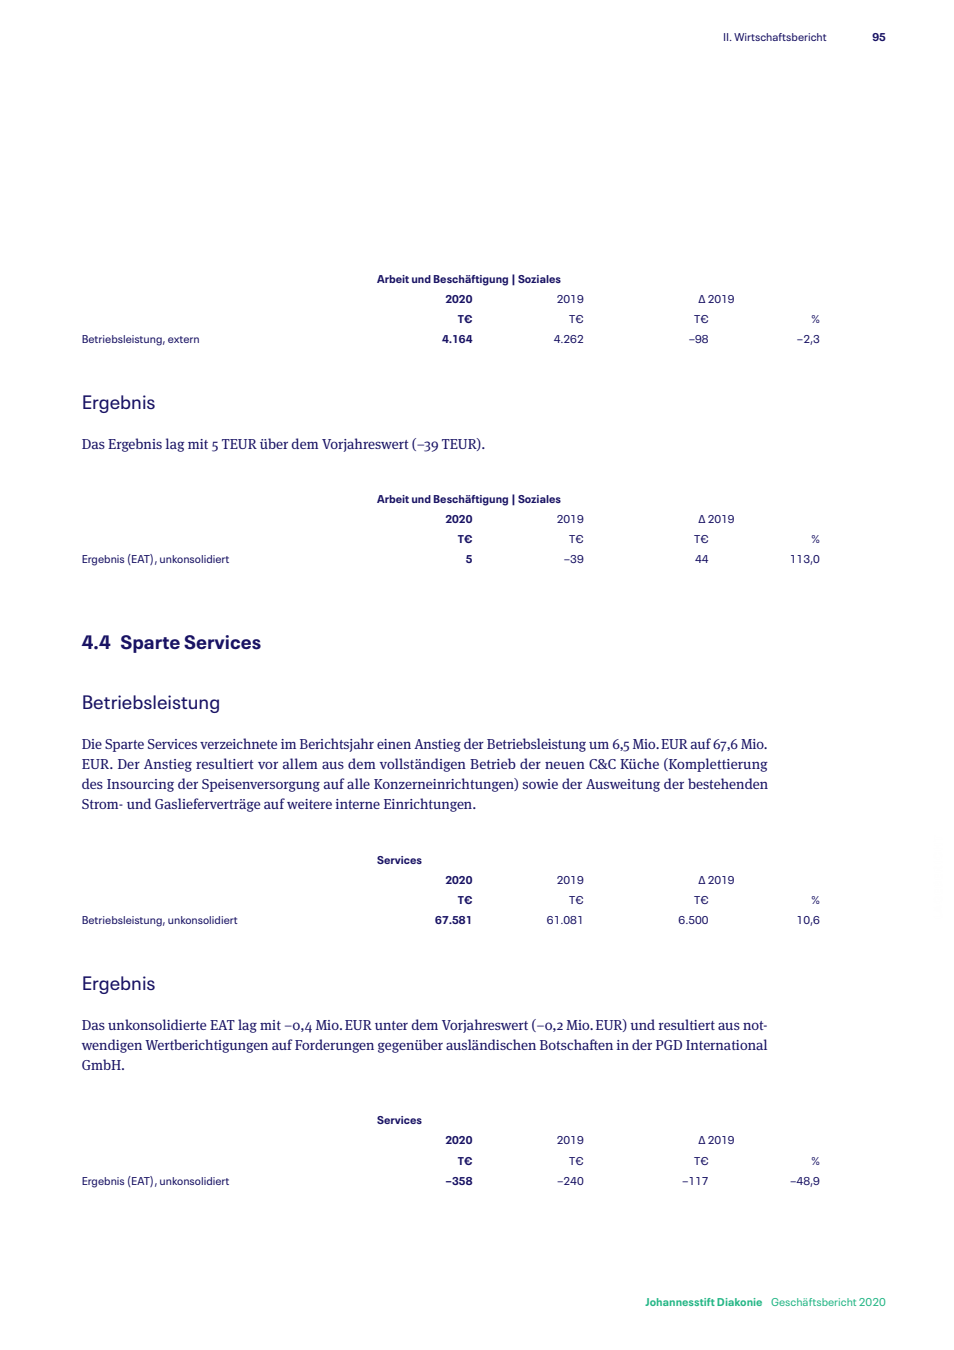 II. Wirtschaftsbericht 95
Arbeit und Beschäftigung | Soziales
2020 2019 Δ 2019
T€ T€ T€ %
Betriebsleistung, extern 4.164 4.262 –98 –2,3
Ergebnis
Das Ergebnis lag mit 5 TEUR über dem Vorjahreswert (–39 TEUR).
Arbeit und Beschäftigung | Soziales
2020 2019 Δ 2019
T€ T€ T€ %
Ergebnis (EAT), unkonsolidiert 5 –39 44 113,0
4.4 Sparte Services
Betriebsleistung
Die Sparte Services verzeichnete im Berichtsjahr einen Anstieg der Betriebsleistung um 6,5 Mio. EUR auf 67,6 Mio.
EUR. Der Anstieg resultiert vor allem aus dem vollständigen Betrieb der neuen C&C Küche (Komplettierung
des Insourcing der Speisenversorgung auf alle Konzerneinrichtungen) sowie der Ausweitung der bestehenden
Strom- und Gaslieferverträge auf weitere interne Einrichtungen.
Services
2020 2019 Δ 2019
T€ T€ T€ %
Betriebsleistung, unkonsolidiert 67.581 61.081 6.500 10,6
Ergebnis
Das unkonsolidierte EAT lag mit –0,4 Mio. EUR unter dem Vorjahreswert (–0,2 Mio. EUR) und resultiert aus not-
wendigen Wertberichtigungen auf Forderungen gegenüber ausländischen Botschaften in der PGD International
GmbH.
Services
2020 2019 Δ 2019
T€ T€ T€ %
Ergebnis (EAT), unkonsolidiert –358 –240 –117 –48,9
Johannesstift Diakonie Geschäftsbericht 2020